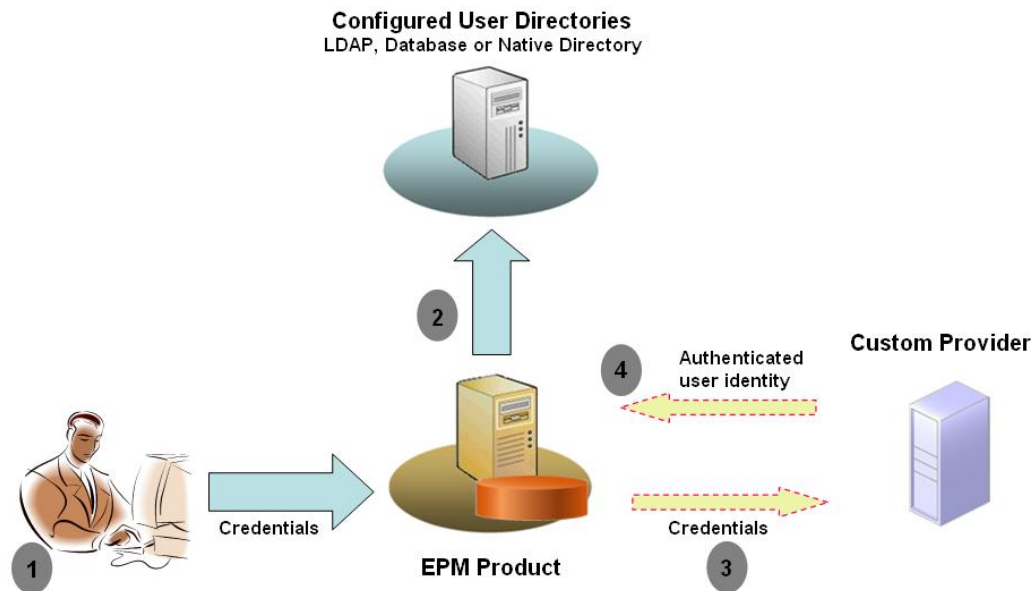 Configured User Directories
LDAP, Database or Native Directory
2
Custom Provider
4
Authenticated
user identity
Credentials
Credentials
1
EPM Product
3